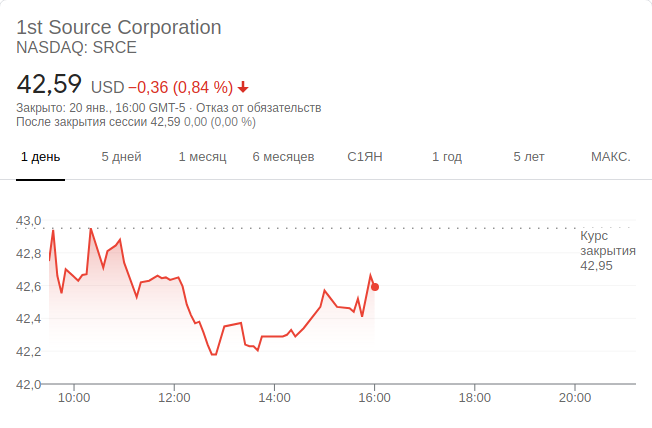 1st Source Corporation
NASDAQ: SRCE
42,59 USD −0,36 (0,84 %)
Закрыто: 20 янв., 16:00 GMT-5 · Отказ от обязательств
После закрытия сессии 42,59 0,00 (0,00 %)
1 день 5 дней 1 месяц 6 месяцев С1ЯН 1 год 5 лет МАКС.
43,0
Курс
закрытия
42,95
42,8
42,6
42,4
42,2
42,0
10:00 12:00 14:00 16:00 18:00 20:00